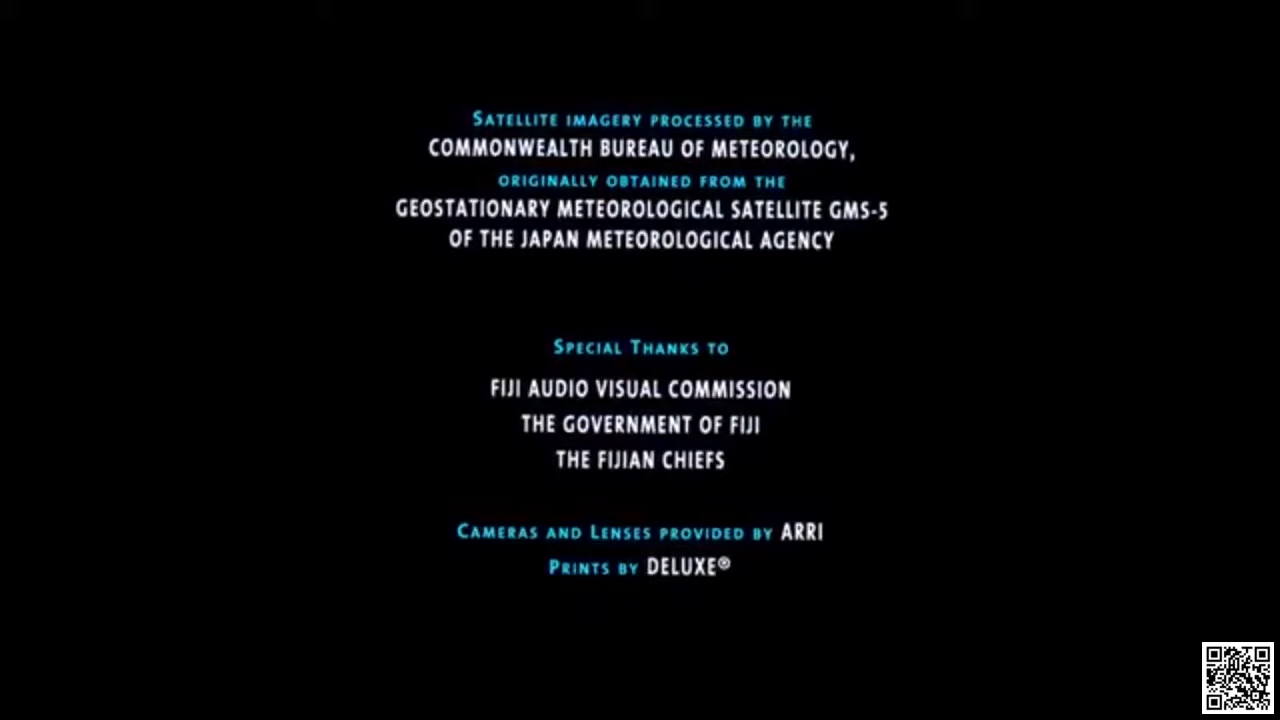 SATELLITE IMAGERY PROCESSED BY THE
COMMONWEALTH BUREAU OF METEOROLOGY,
ORIGINALLY OBTAINED FROM THE
GEOSTATIONARY METEOROLOGICAL SATELLITE GMS-5
OF THE JAPAN METEOROLOGICAL AGENCY
SPECIAL THANKS TO
FIJI AUDIO VISUAL COMMISSION
THE GOVERNMENT OF FIJI
THE FIJIAN CHIEFS
CAMERAS AND LENSES PROVIDED BY ARRI
PRINTS BY DELUXE®